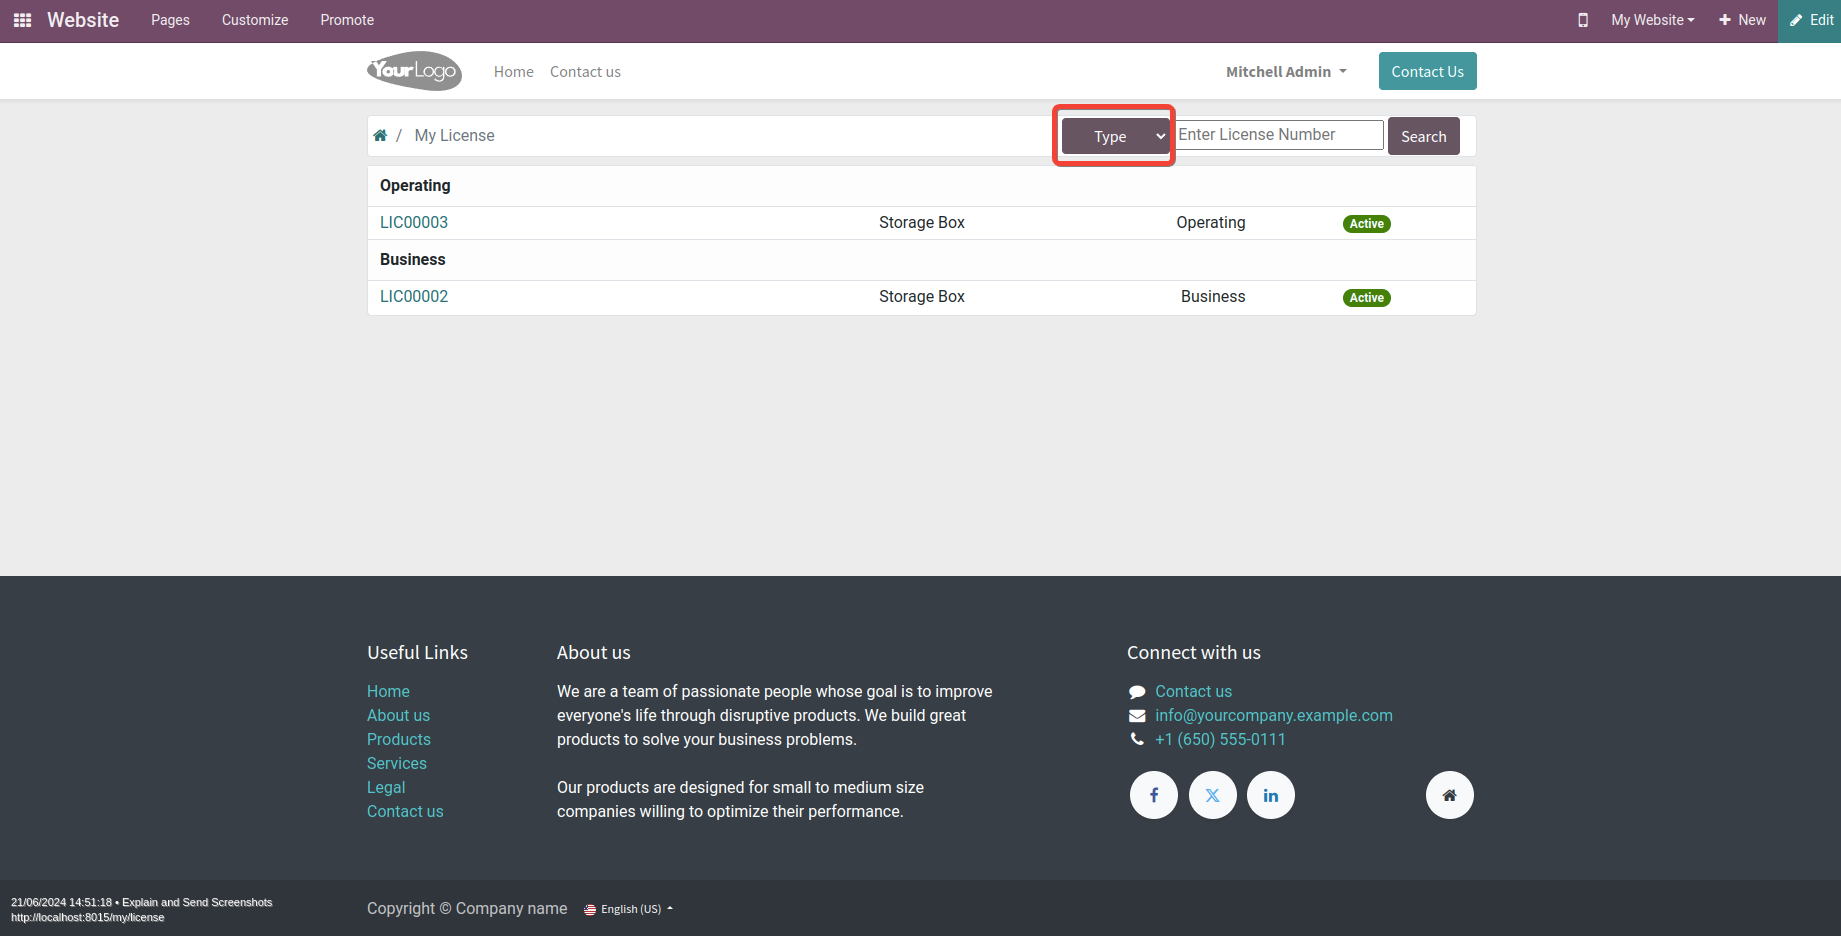 Website Pages Customize Promote My Website New Edit
YourLogo Home Contact us Mitchell Admin Contact Us
/ My License Type Enter License Number Search
Operating
LIC00003 Storage Box Operating Active
Business
LIC00002 Storage Box Business Active
Useful Links
Home
About us
Products
Services
Legal
Contact us
About us
We are a team of passionate people whose goal is to improve
everyone's life through disruptive products. We build great
products to solve your business problems.
Our products are designed for small to medium size
companies willing to optimize their performance.
Connect with us
Contact us
info@yourcompany.example.com
+1 (650) 555-0111
21/06/2024 14:51:18 • Explain and Send Screenshots
http://localhost:8015/my/license
Copyright © Company name English (US)